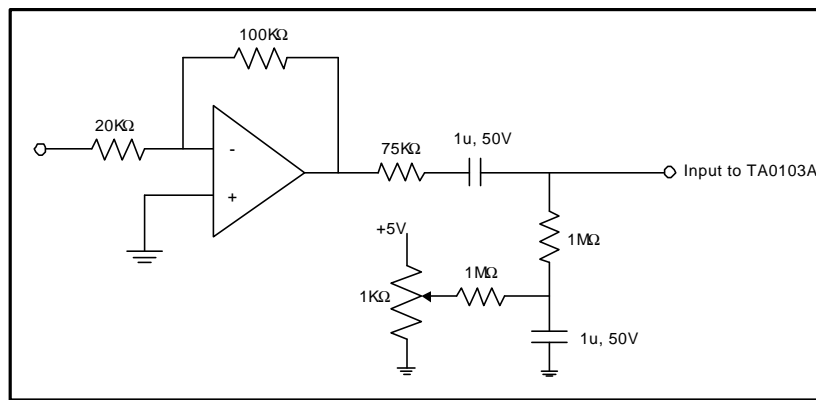 100KΩ
20KΩ
-
+
75KΩ
1u, 50V
Input to TA0103A
1MΩ
+5V
1MΩ
1KΩ
1u, 50V